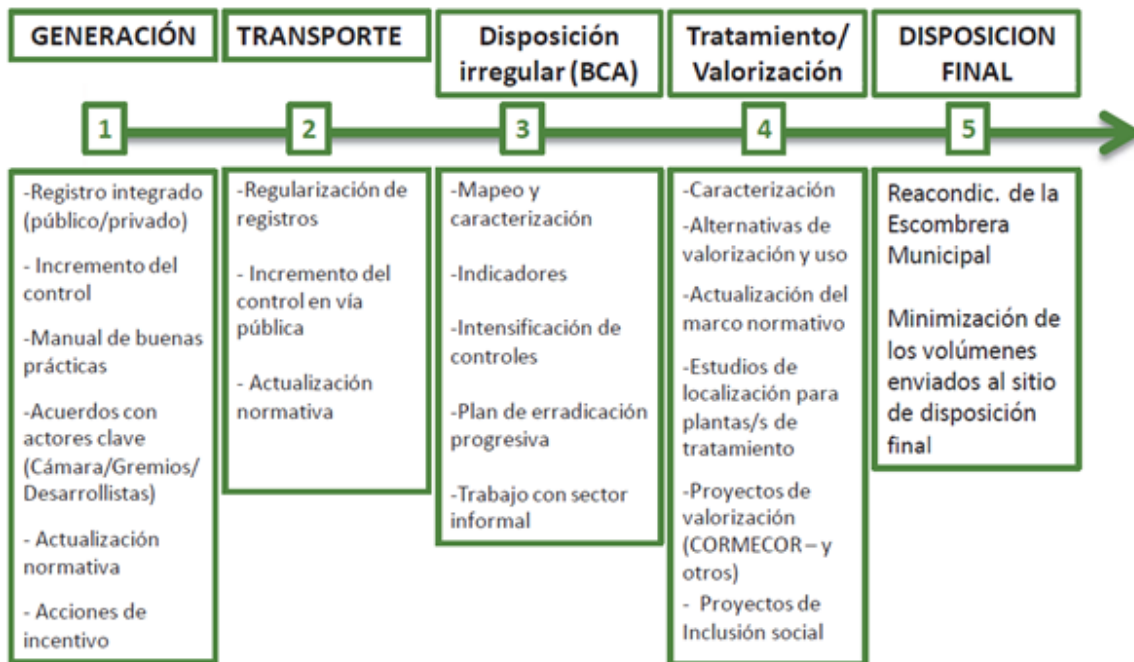 GENERACIÓN
TRANSPORTE
Disposición
irregular (BCA)
Tratamiento/
Valorización
DISPOSICION
FINAL
1
2
3
4
5
-Registro integrado
(público/privado)
- Incremento del
control
-Manual de buenas
prácticas
-Acuerdos con
actores clave
(Cámara/Gremios/
Desarrollistas)
- Actualización
normativa
- Acciones de
incentivo
-Regularización de
registros
- Incremento del
control en vía
pública
- Actualización
normativa
-Mapeo y
caracterización
-Indicadores
-Intensificación de
controles
-Plan de erradicación
progresiva
-Trabajo con sector
informal
-Caracterización
-Alternativas de
valorización y uso
-Actualización del
marco normativo
-Estudios de
localización para
plantas/s de
tratamiento
-Proyectos de
valorización
(CORMECOR – y
otros)
- Proyectos de
Inclusión social
Reacondic. de la
Escombrera
Municipal
Minimización de
los volúmenes
enviados al sitio
de disposición
final